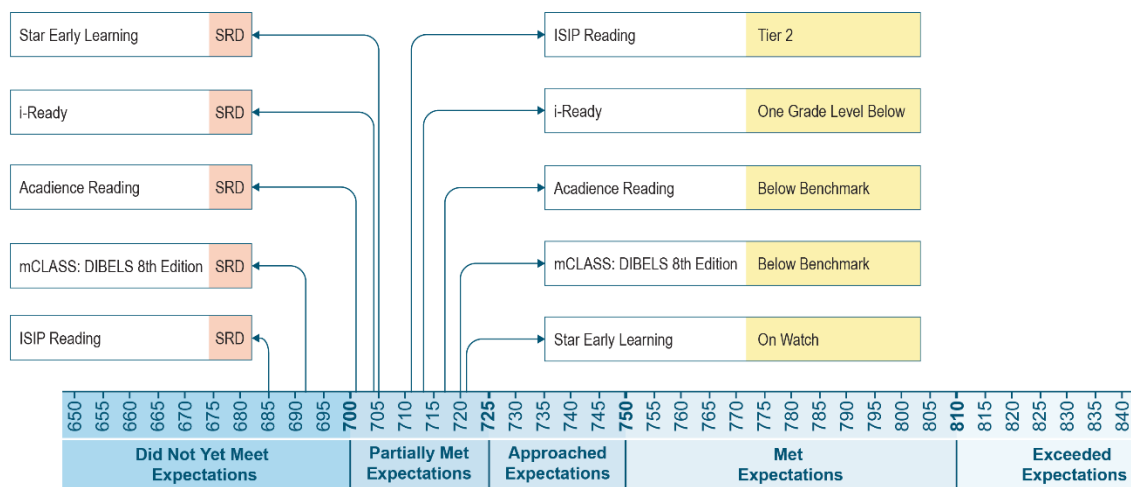 Star Early Learning SRD
ISIP Reading Tier 2
i-Ready SRD
i-Ready One Grade Level Below
Acadience Reading SRD
Acadience Reading Below Benchmark
mCLASS: DIBELS 8th Edition SRD
mCLASS: DIBELS 8th Edition Below Benchmark
ISIP Reading SRD
Star Early Learning On Watch
650 655 660 665 670 675 680 685 690 695 700 705 710 715 720 725 730 735 740 745 750 755 760 765 770 775 780 785 790 795 800 805 810 815 820 825 830 835 840
Did Not Yet Meet
Expectations
Partially Met
Expectations
Approached
Expectations
Met
Expectations
Exceeded
Expectations